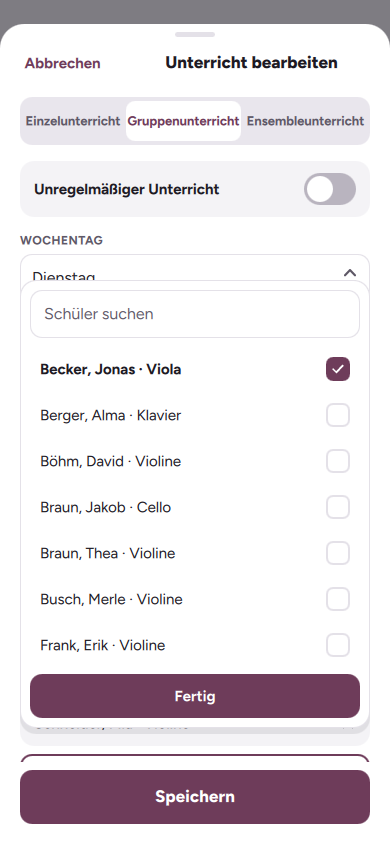 Abbrechen
Unterricht bearbeiten
Einzelunterricht
Gruppenunterricht
Ensembleunterricht
Unregelmäßiger Unterricht
WOCHENTAG
Dienstag
Schüler suchen
Becker, Jonas · Viola
Berger, Alma · Klavier
Böhm, David · Violine
Braun, Jakob · Cello
Braun, Thea · Violine
Busch, Merle · Violine
Frank, Erik · Violine
Fertig
Speichern